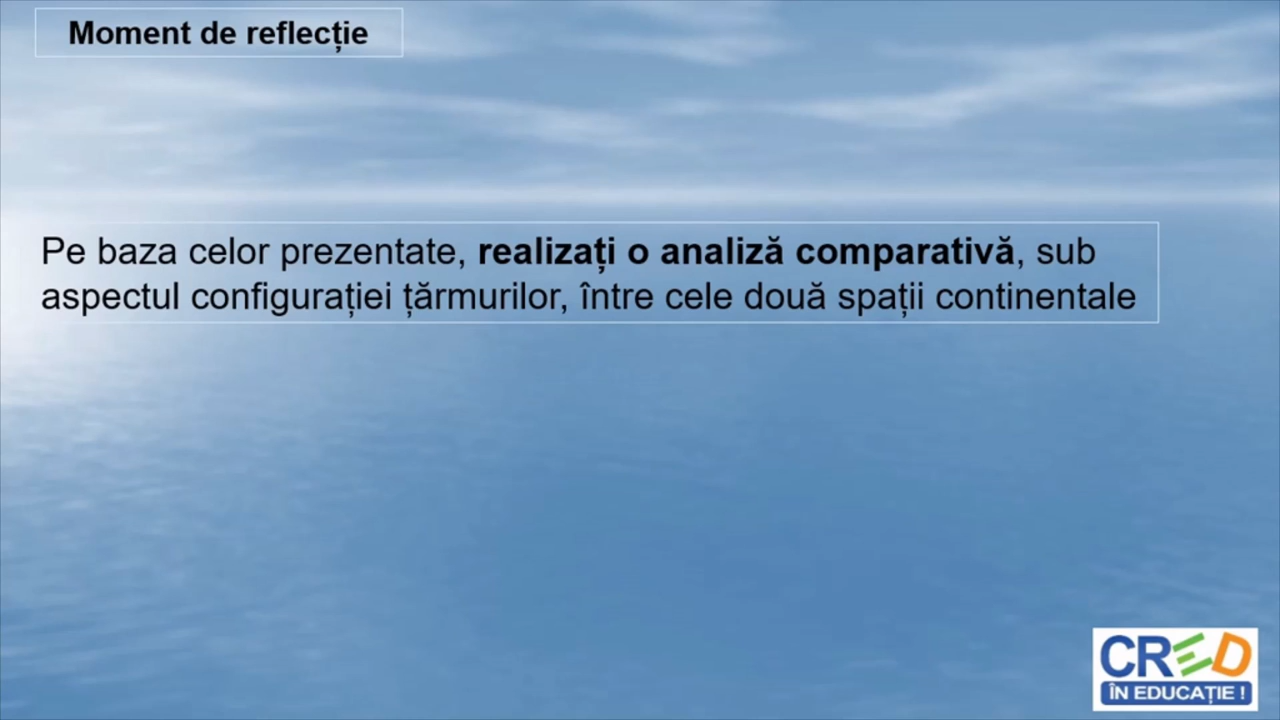 Moment de reflecție
Pe baza celor prezentate, realizați o analiză comparativă, sub
aspectul configurației țărmurilor, între cele două spații continentale
CRED
ÎN EDUCAȚIE !